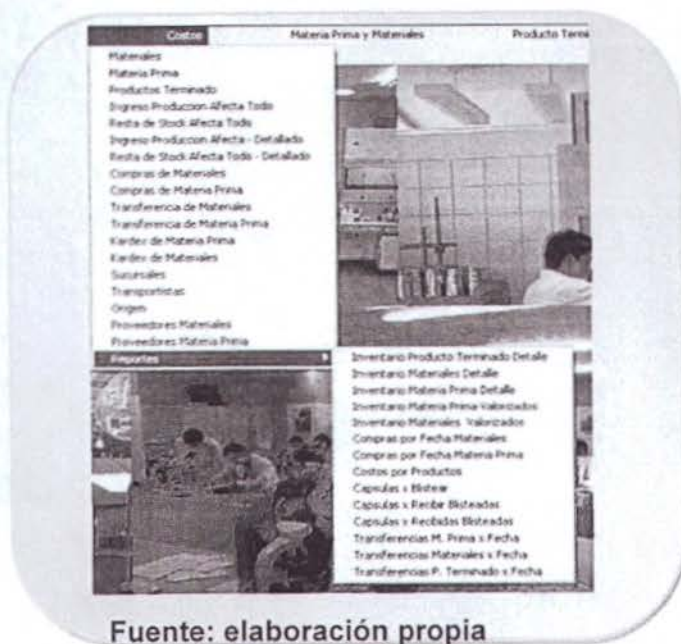 Costos Materia Prima y Materiales Producto Termi
Materiales
Materia Prima
Productos Terminado
Ingreso Produccion Afecta Todo
Resta de Stock Afecta Todo
Ingreso Produccion Afecta - Detallado
Resta de Stock Afecta Todo - Detallado
Compras de Materiales
Compras de Materia Prima
Transferencia de Materiales
Transferencia de Materia Prima
Kardex de Materia Prima
Kardex de Materiales
Sucursales
Transportistas
Origen
Proveedores Materiales
Proveedores Materia Prima
Reportes
Inventario Producto Terminado Detalle
Inventario Materiales Detalle
Inventario Materia Prima Detalle
Inventario Materia Prima Valorizados
Inventario Materiales Valorizados
Compras por Fecha Materiales
Compras por Fecha Materia Prima
Costos por Productos
Capsulas x Blistear
Capsulas x Recibir Blisteadas
Capsulas x Recibidas Blisteadas
Transferencias M. Prima x Fecha
Transferencias Materiales x Fecha
Transferencias P. Terminado x Fecha
Fuente: elaboración propia